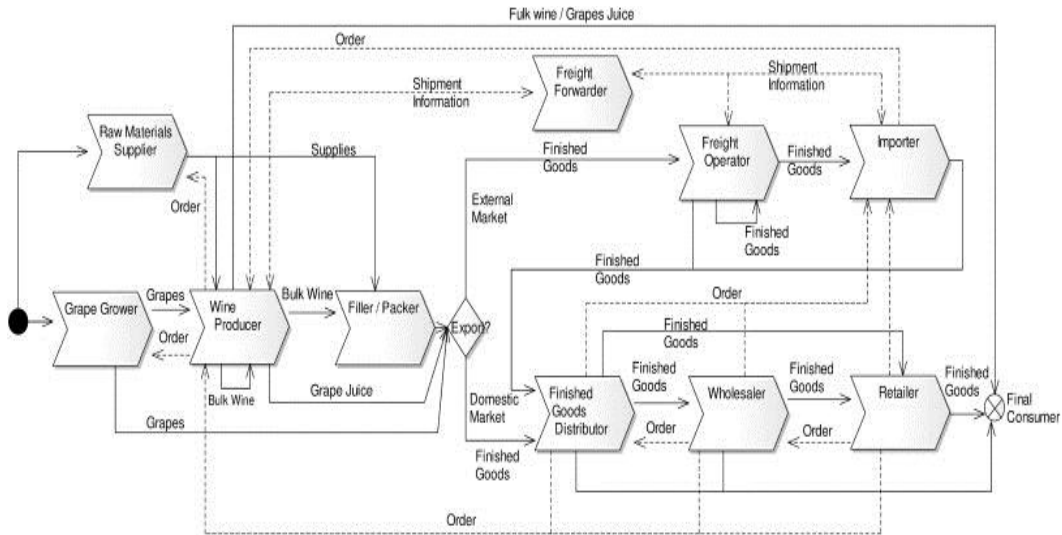 Fulk wine / Grapes Juice
Order
Freight
Forwarder
Shipment
Information
Shipment
Information
Raw Materials
Supplier
Supplies
Finished
Goods
Freight
Operator
Finished
Goods
Importer
Order
External
Market
Finished
Goods
Finished
Goods
Grape Grower
Grapes
Order
Wine
Producer
Bulk Wine
Filler / Packer
Export?
Order
Finished
Goods
Bulk Wine
Grape Juice
Grapes
Domestic
Market
Finished
Goods
Finished
Goods
Distributor
Finished
Goods
Order
Wholesaler
Finished
Goods
Order
Retailer
Finished
Goods
Final
Consumer
Order